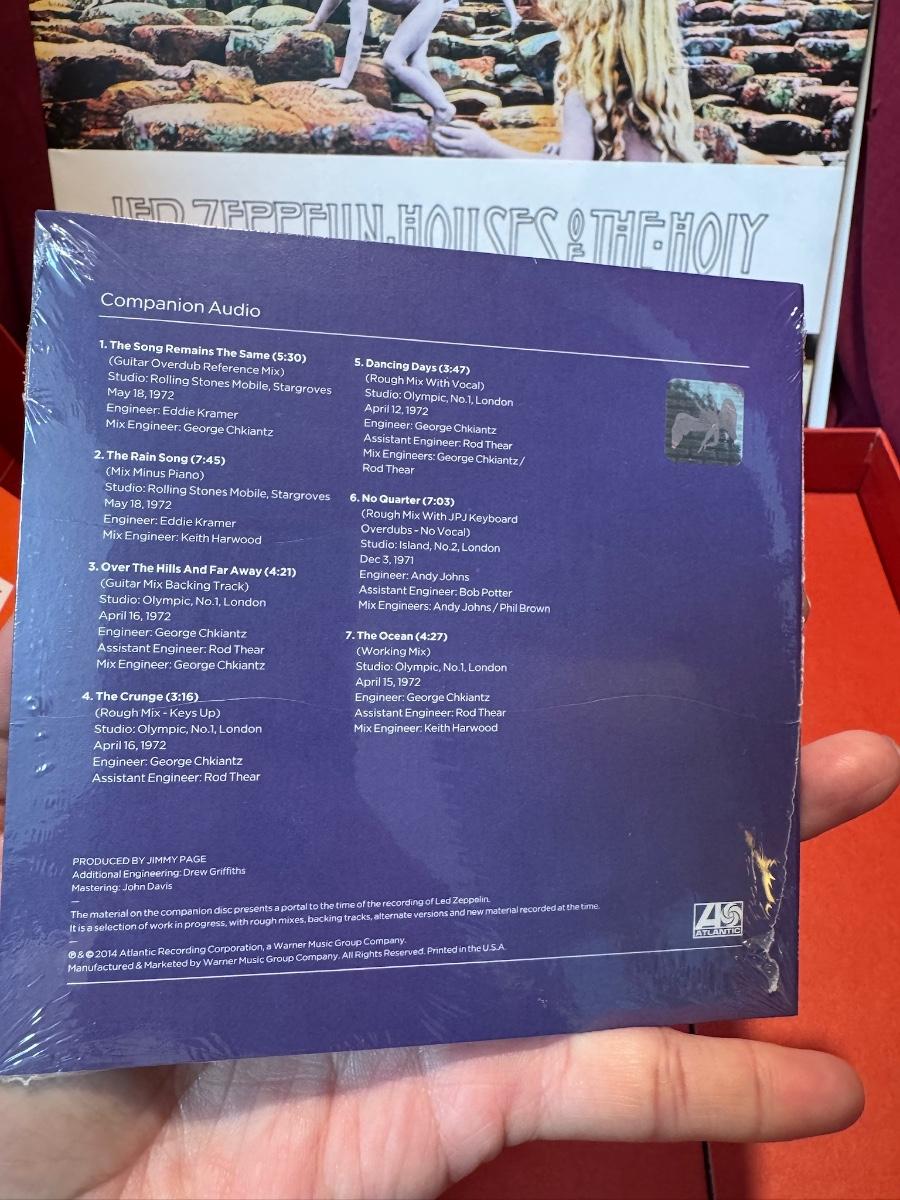 LED ZEPPELIN. HOUSES OF THE HOLY
Companion Audio
1. The Song Remains The Same (5:30)
(Guitar Overdub Reference Mix)
Studio: Rolling Stones Mobile, Stargroves
May 18, 1972
Engineer: Eddie Kramer
Mix Engineer: George Chkiantz
2. The Rain Song (7:45)
(Mix Minus Piano)
Studio: Rolling Stones Mobile, Stargroves
May 18, 1972
Engineer: Eddie Kramer
Mix Engineer: Keith Harwood
3. Over The Hills And Far Away (4:21)
(Guitar Mix Backing Track)
Studio: Olympic, No.1, London
April 16, 1972
Engineer: George Chkiantz
Assistant Engineer: Rod Thear
Mix Engineer: George Chkiantz
4. The Crunge (3:16)
(Rough Mix - Keys Up)
Studio: Olympic, No.1, London
April 16, 1972
Engineer: George Chkiantz
Assistant Engineer: Rod Thear
5. Dancing Days (3:47)
(Rough Mix With Vocal)
Studio: Olympic, No.1, London
April 12, 1972
Engineer: George Chkiantz
Assistant Engineer: Rod Thear
Mix Engineers: George Chkiantz /
Rod Thear
6. No Quarter (7:03)
(Rough Mix With JPJ Keyboard
Overdubs - No Vocal)
Studio: Island, No.2, London
Dec 3, 1971
Engineer: Andy Johns
Assistant Engineer: Bob Potter
Mix Engineers: Andy Johns / Phil Brown
7. The Ocean (4:27)
(Working Mix)
Studio: Olympic, No.1, London
April 15, 1972
Engineer: George Chkiantz
Assistant Engineer: Rod Thear
Mix Engineer: Keith Harwood
PRODUCED BY JIMMY PAGE
Additional Engineering: Drew Griffiths
Mastering: John Davis
The material on the companion disc presents a portal to the time of the recording of Led Zeppelin.
It is a selection of work in progress, with rough mixes, backing tracks, alternate versions and new material recorded at the time.
℗ & © 2014 Atlantic Recording Corporation, a Warner Music Group Company.
Manufactured & Marketed by Warner Music Group Company. All Rights Reserved. Printed in the U.S.A.
ATLANTIC